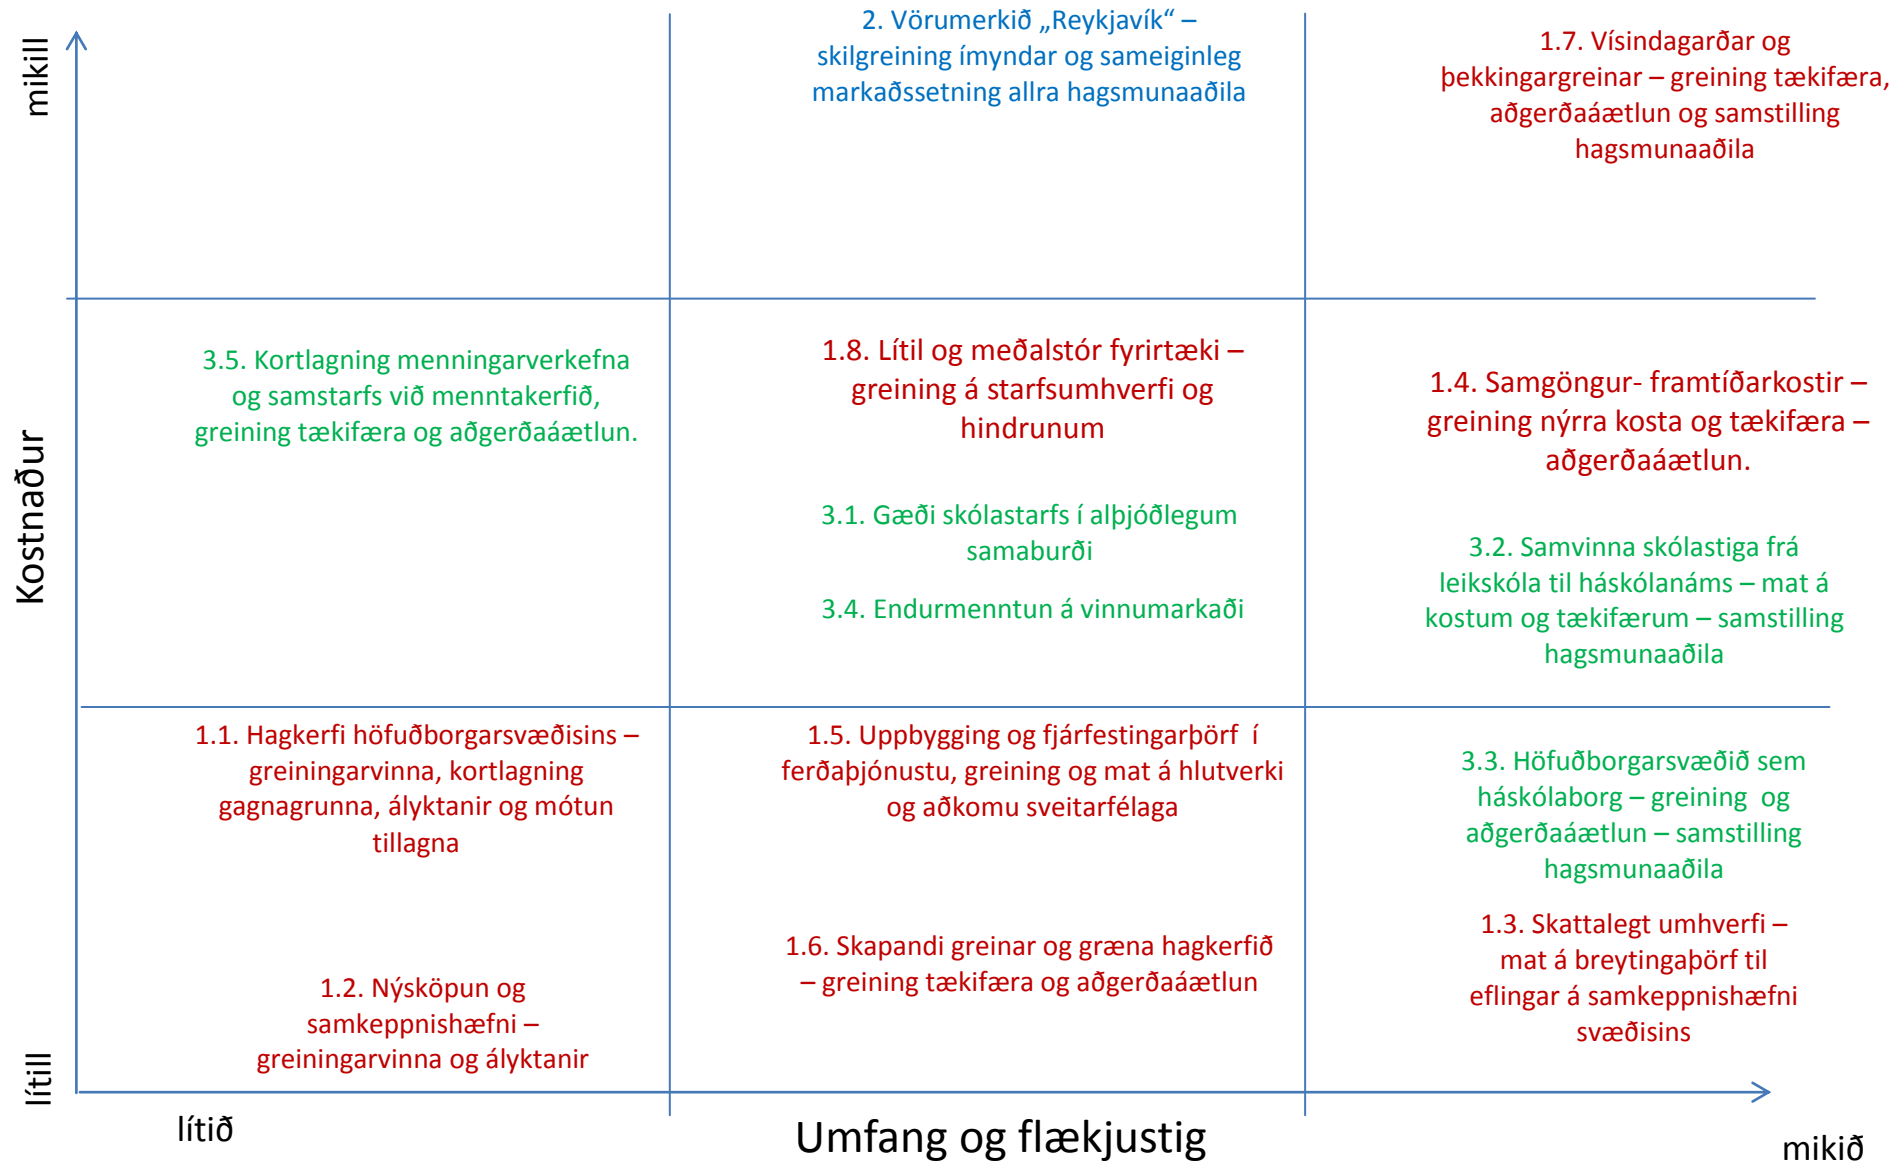 mikill
2. Vörumerkið „Reykjavík“ –
skilgreining ímyndar og sameiginleg
markaðssetning allra hagsmunaaðila
1.7. Vísindagarðar og
þekkingargreinar – greining tækifæra,
aðgerðaáætlun og samstilling
hagsmunaaðila
Kostnaður
3.5. Kortlagning menningarverkefna
og samstarfs við menntakerfið,
greining tækifæra og aðgerðaáætlun.
1.8. Lítil og meðalstór fyrirtæki –
greining á starfsumhverfi og
hindrunum
3.1. Gæði skólastarfs í alþjóðlegum
samaburði
3.4. Endurmenntun á vinnumarkaði
1.4. Samgöngur- framtíðarkostir –
greining nýrra kosta og tækifæra –
aðgerðaáætlun.
3.2. Samvinna skólastiga frá
leikskóla til háskólanáms – mat á
kostum og tækifærum – samstilling
hagsmunaaðila
1.1. Hagkerfi höfuðborgarsvæðisins –
greiningarvinna, kortlagning
gagnagrunna, ályktanir og mótun
tillagna
1.2. Nýsköpun og
samkeppnishæfni –
greiningarvinna og ályktanir
1.5. Uppbygging og fjárfestingarþörf í
ferðaþjónustu, greining og mat á hlutverki
og aðkomu sveitarfélaga
1.6. Skapandi greinar og græna hagkerfið
– greining tækifæra og aðgerðaáætlun
3.3. Höfuðborgarsvæðið sem
háskólaborg – greining og
aðgerðaáætlun – samstilling
hagsmunaaðila
1.3. Skattalegt umhverfi –
mat á breytingaþörf til
eflingar á samkeppnishæfni
svæðisins
lítill
lítið
Umfang og flækjustig
mikið